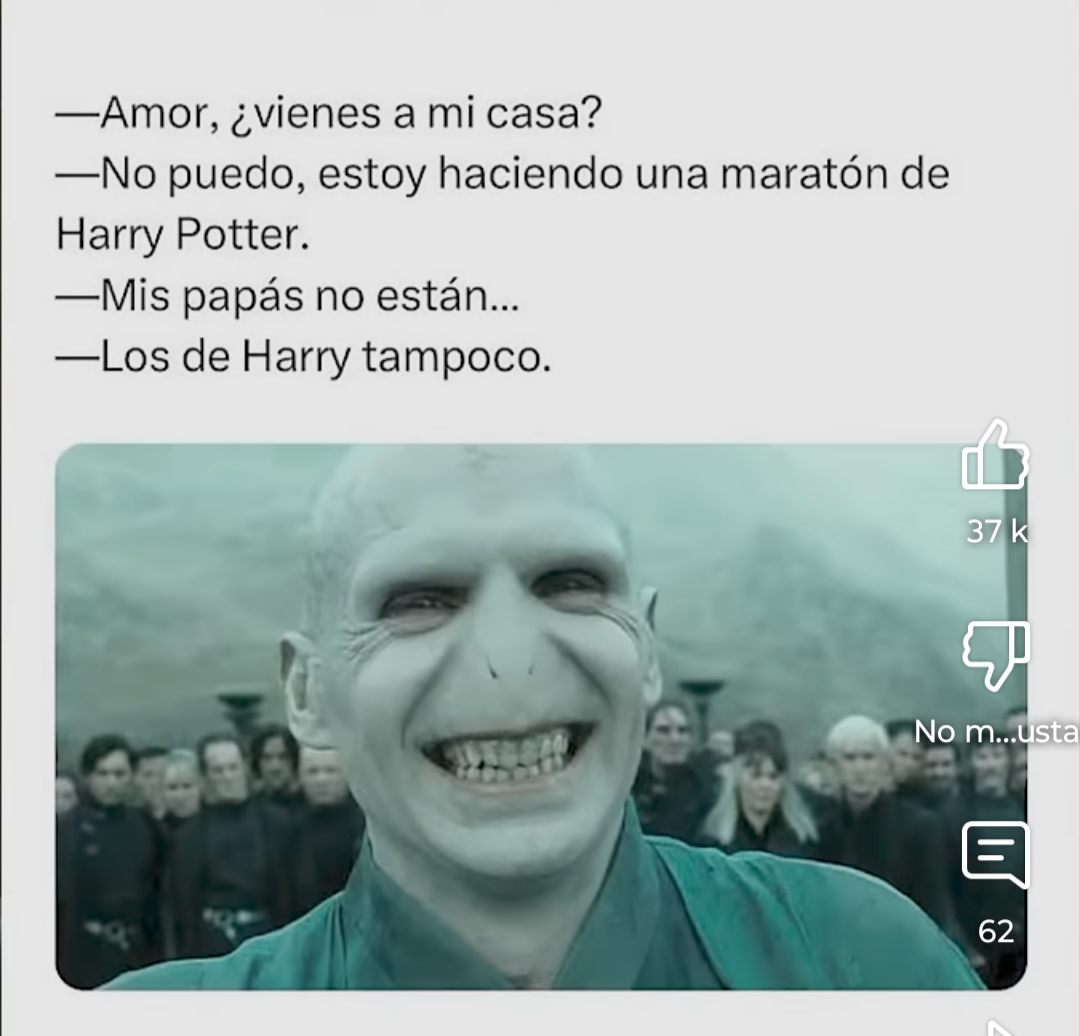 —Amor, ¿vienes a mi casa?
—No puedo, estoy haciendo una maratón de
Harry Potter.
—Mis papás no están...
—Los de Harry tampoco.
37 k
No m...usta
62